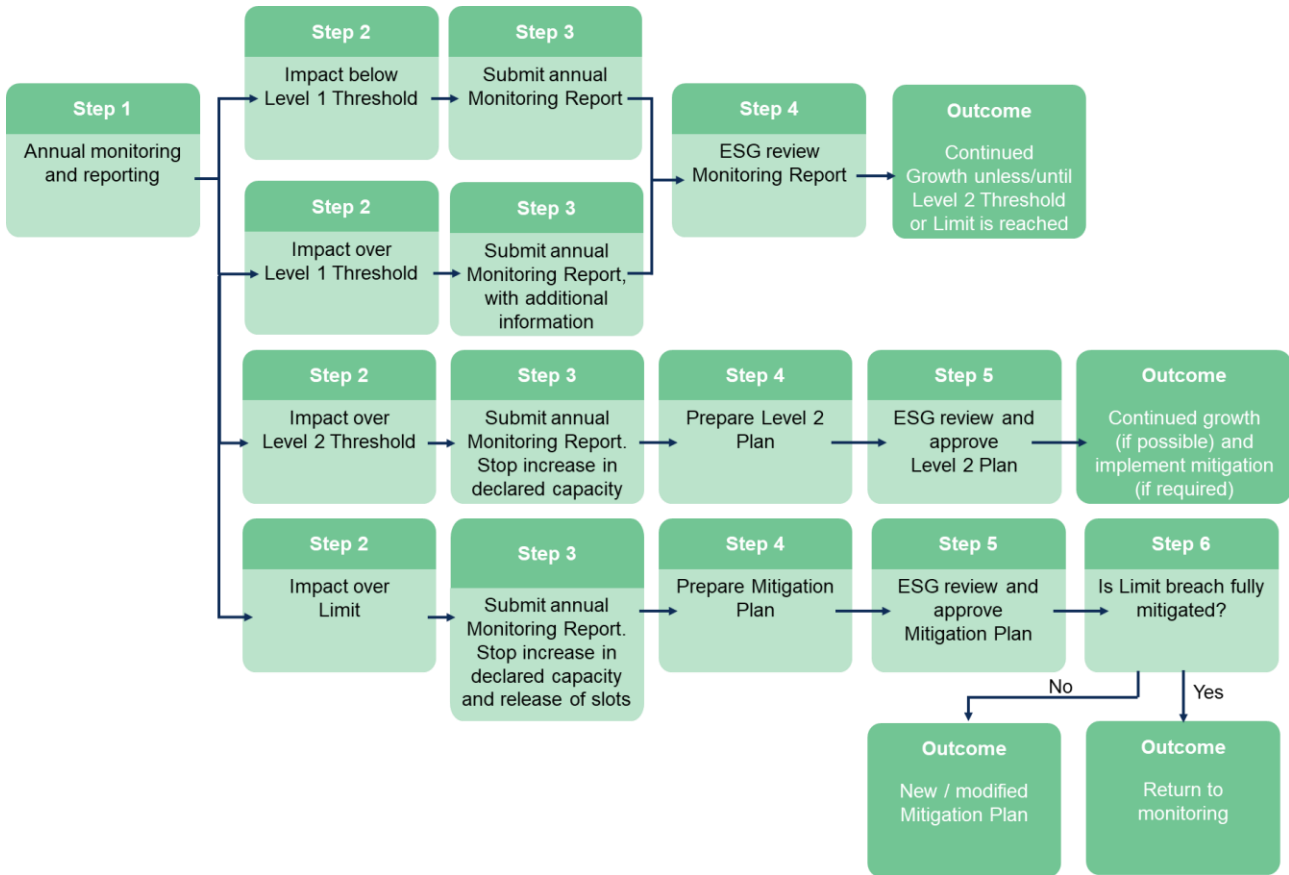 Step 1
Annual monitoring
and reporting
Step 2
Impact below
Level 1 Threshold
Step 3
Submit annual
Monitoring Report
Step 2
Impact over
Level 1 Threshold
Step 3
Submit annual
Monitoring Report,
with additional
information
Step 4
ESG review
Monitoring Report
Outcome
Continued
Growth unless/until
Level 2 Threshold
or Limit is reached
Step 2
Impact over
Level 2 Threshold
Step 3
Submit annual
Monitoring Report.
Stop increase in
declared capacity
Step 4
Prepare Level 2
Plan
Step 5
ESG review and
approve
Level 2 Plan
Outcome
Continued growth
(if possible) and
implement mitigation
(if required)
Step 2
Impact over
Limit
Step 3
Submit annual
Monitoring Report.
Stop increase in
declared capacity
and release of slots
Step 4
Prepare Mitigation
Plan
Step 5
ESG review and
approve
Mitigation Plan
Step 6
Is Limit breach fully
mitigated?
No
Yes
Outcome
New / modified
Mitigation Plan
Outcome
Return to
monitoring